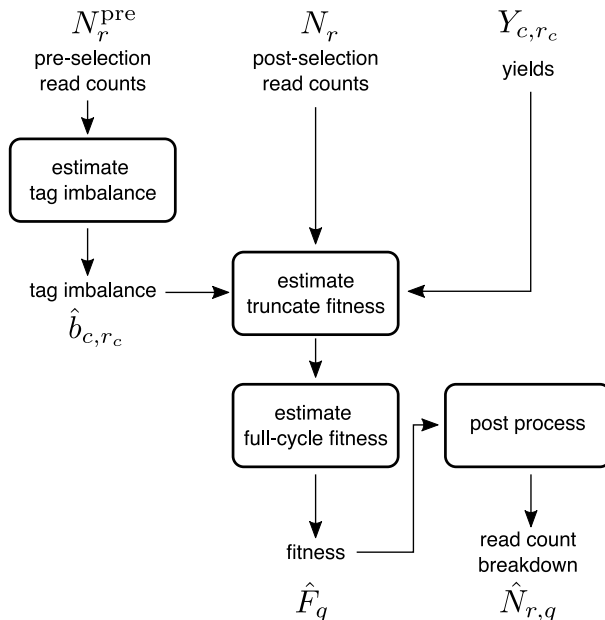 N_r^pre
pre-selection
read counts
N_r
post-selection
read counts
Y_{c,r_c}
yields
estimate
tag imbalance
tag imbalance
b̂_{c,r_c}
estimate
truncate fitness
estimate
full-cycle fitness
post process
fitness
F̂_q
read count
breakdown
N̂_{r,q}